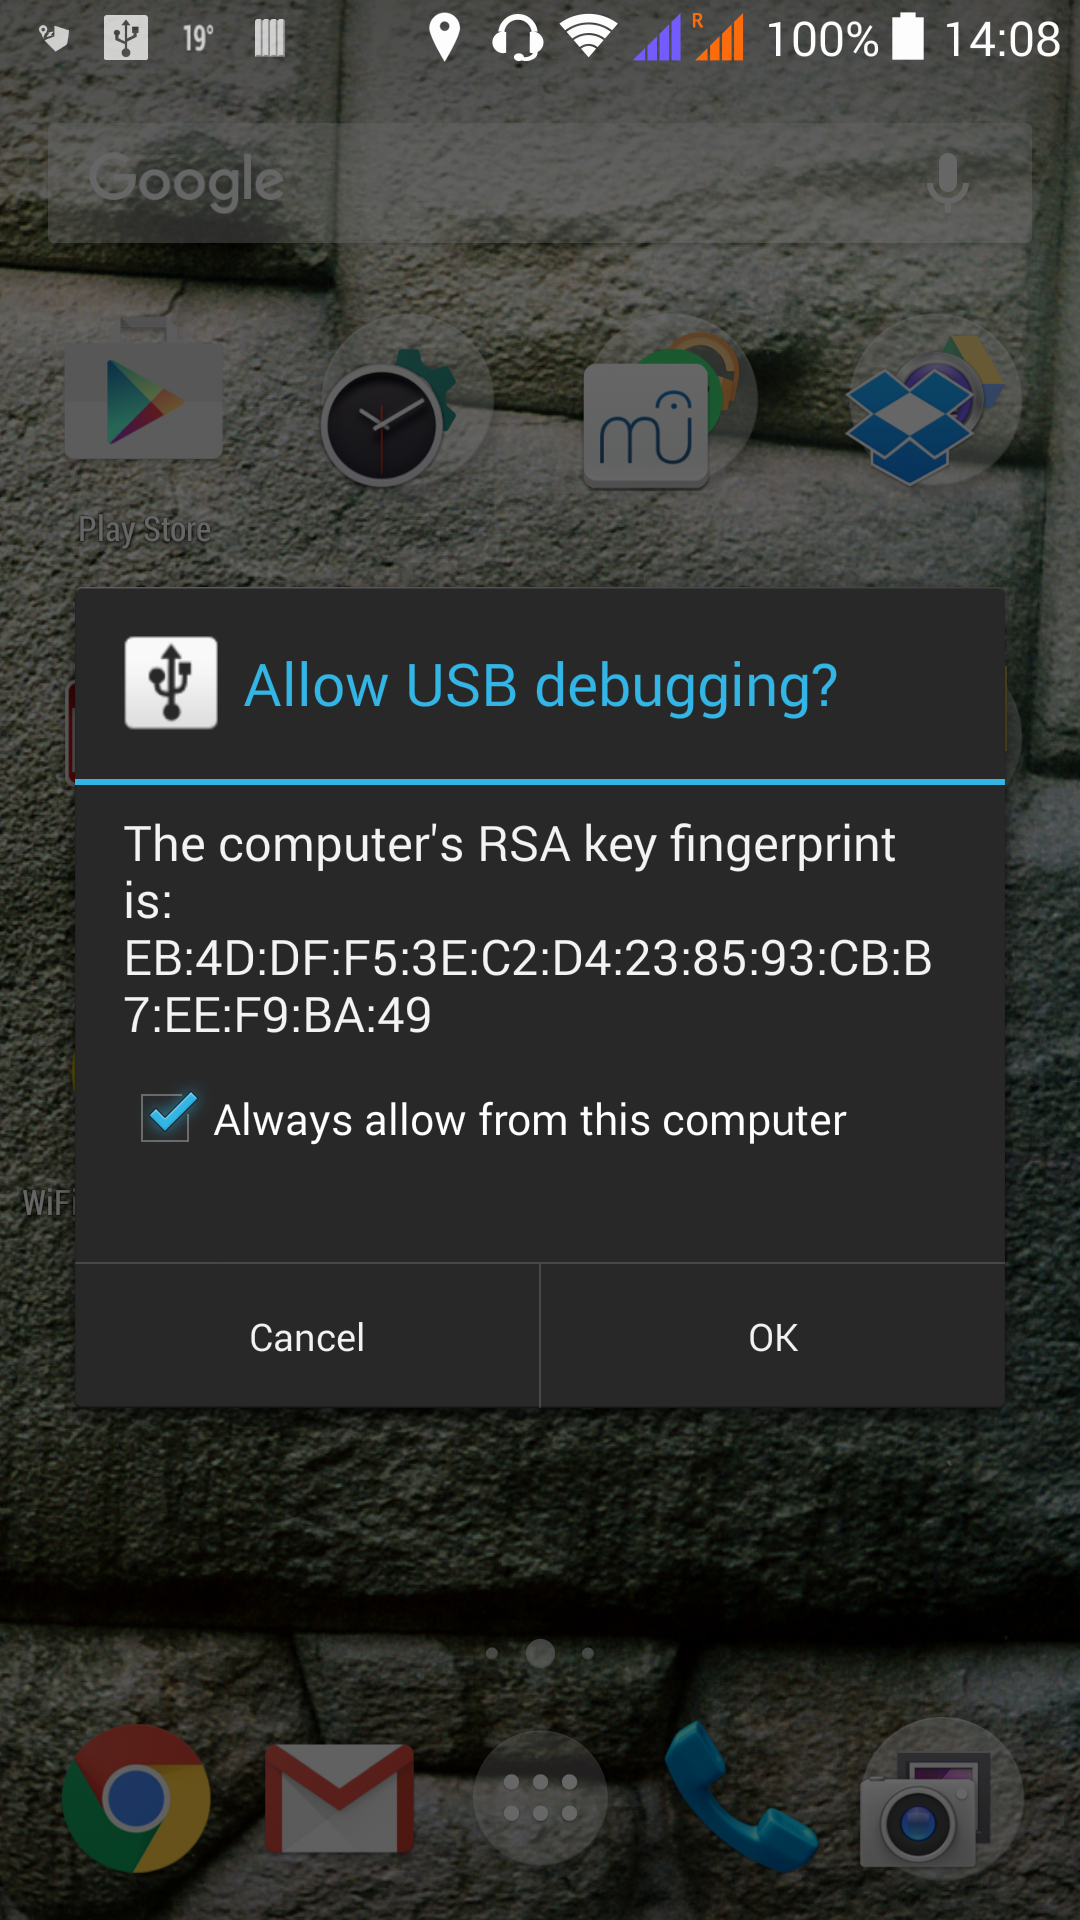 19°
R
100%
14:08
Google
Play Store
Allow USB debugging?
The computer's RSA key fingerprint
is:
EB:4D:DF:F5:3E:C2:D4:23:85:93:CB:B
7:EE:F9:BA:49
Always allow from this computer
WiFi
Cancel
OK